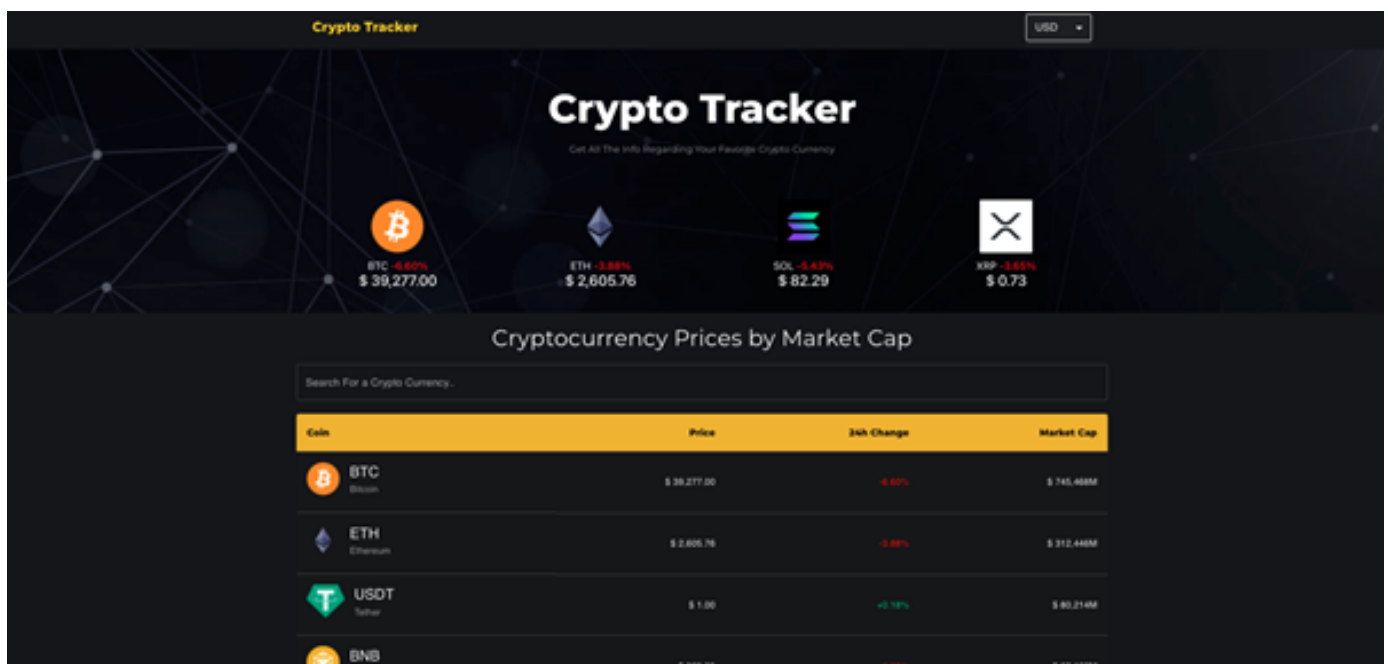 Crypto Tracker
USD
Crypto Tracker
Get All The Info Regarding Your Favorite Crypto Currency
BTC -6.60%
$ 39,277.00
ETH -3.88%
$ 2,605.76
SOL -5.43%
$ 82.29
XRP -3.65%
$ 0.73
Cryptocurrency Prices by Market Cap
Search For a Crypto Currency..
Coin Price 24h Change Market Cap
BTC
Bitcoin
$ 39,277.00 -6.60% $ 745,468M
ETH
Ethereum
$ 2,605.76 -3.88% $ 312,446M
USDT
Tether
$ 1.00 +0.18% $ 80,214M
BNB